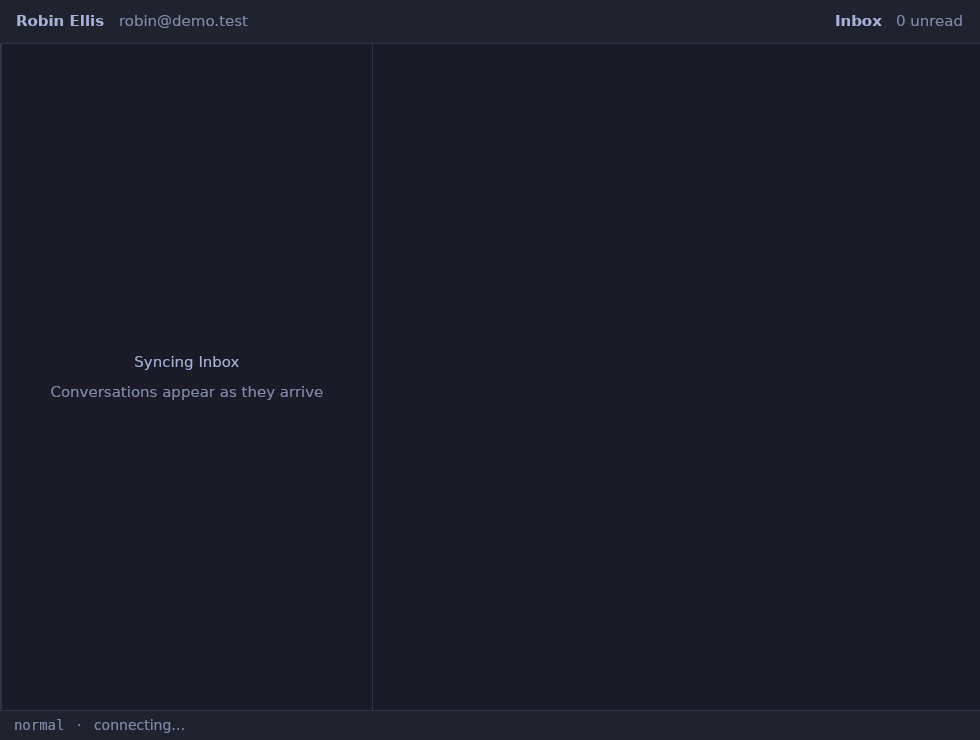 Robin Ellis robin@demo.test Inbox 0 unread
Syncing Inbox
Conversations appear as they arrive
normal · connecting…